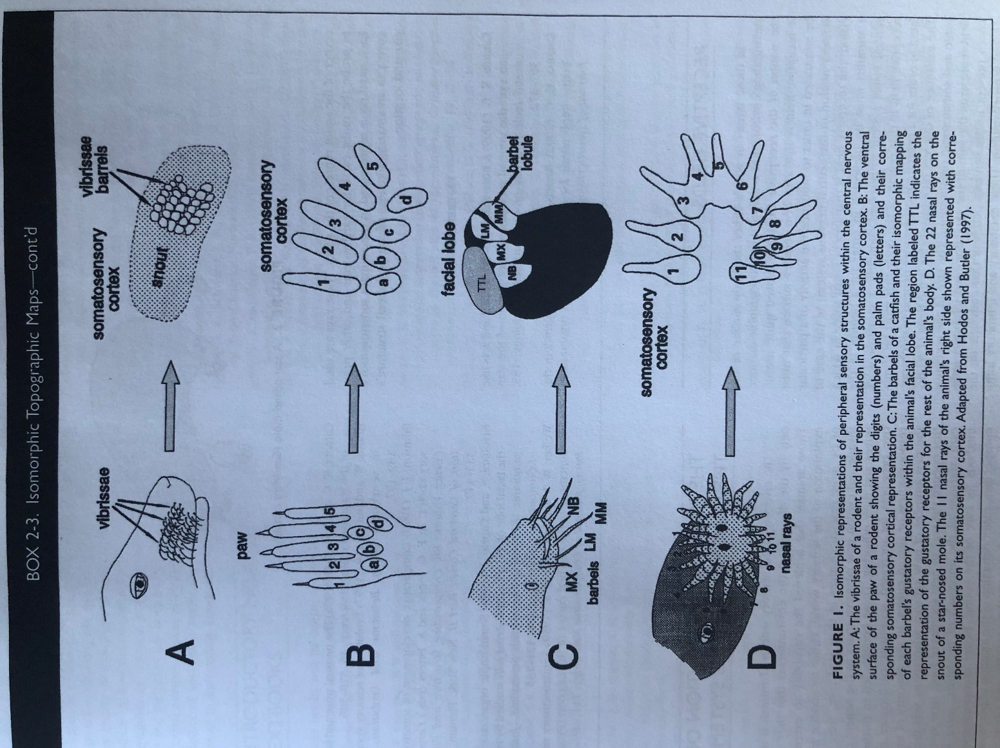 BOX 2-3. Isomorphic Topographic Maps—cont'd
A
vibrissae
somatosensory
cortex
vibrissae
barrels
snout
B
paw
1 2 3 4 5
a b c d
somatosensory
cortex
1 2 3 4 5
a b c d
C
MX LM MM
NB
barbels
facial lobe
TTL
NB MX LM MM
barbel
lobule
D
1
7 8 9 10 11
nasal rays
somatosensory
cortex
1 2 3 4 5 6 7 8 9 10 11
FIGURE 1. Isomorphic representations of peripheral sensory structures within the central nervous
system. A: The vibrissae of a rodent and their representation in the somatosensory cortex. B: The ventral
surface of the paw of a rodent showing the digits (numbers) and palm pads (letters) and their corre-
sponding somatosensory cortical representation. C: The barbels of a catfish and their isomorphic mapping
of each barbel's gustatory receptors within the animal's facial lobe. The region labeled TTL indicates the
representation of the gustatory receptors for the rest of the animal's body. D. The 22 nasal rays on the
snout of a star-nosed mole. The 11 nasal rays of the animal's right side shown represented with corre-
sponding numbers on its somatosensory cortex. Adapted from Hodos and Butler (1997).